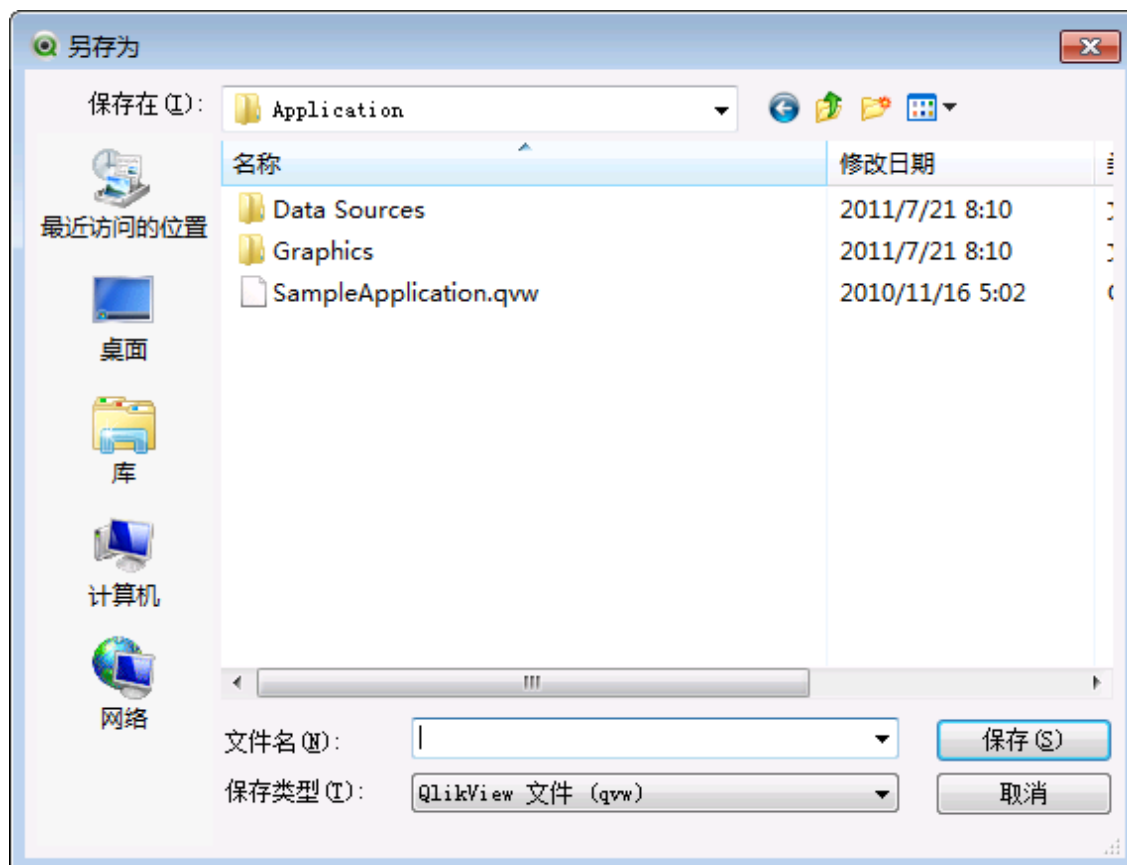 另存为
保存在(I):
Application
名称
修改日期
Data Sources
2011/7/21 8:10
Graphics
2011/7/21 8:10
SampleApplication.qvw
2010/11/16 5:02
最近访问的位置
桌面
库
计算机
网络
文件名(N):
保存(S)
保存类型(T):
QlikView 文件 (qvw)
取消